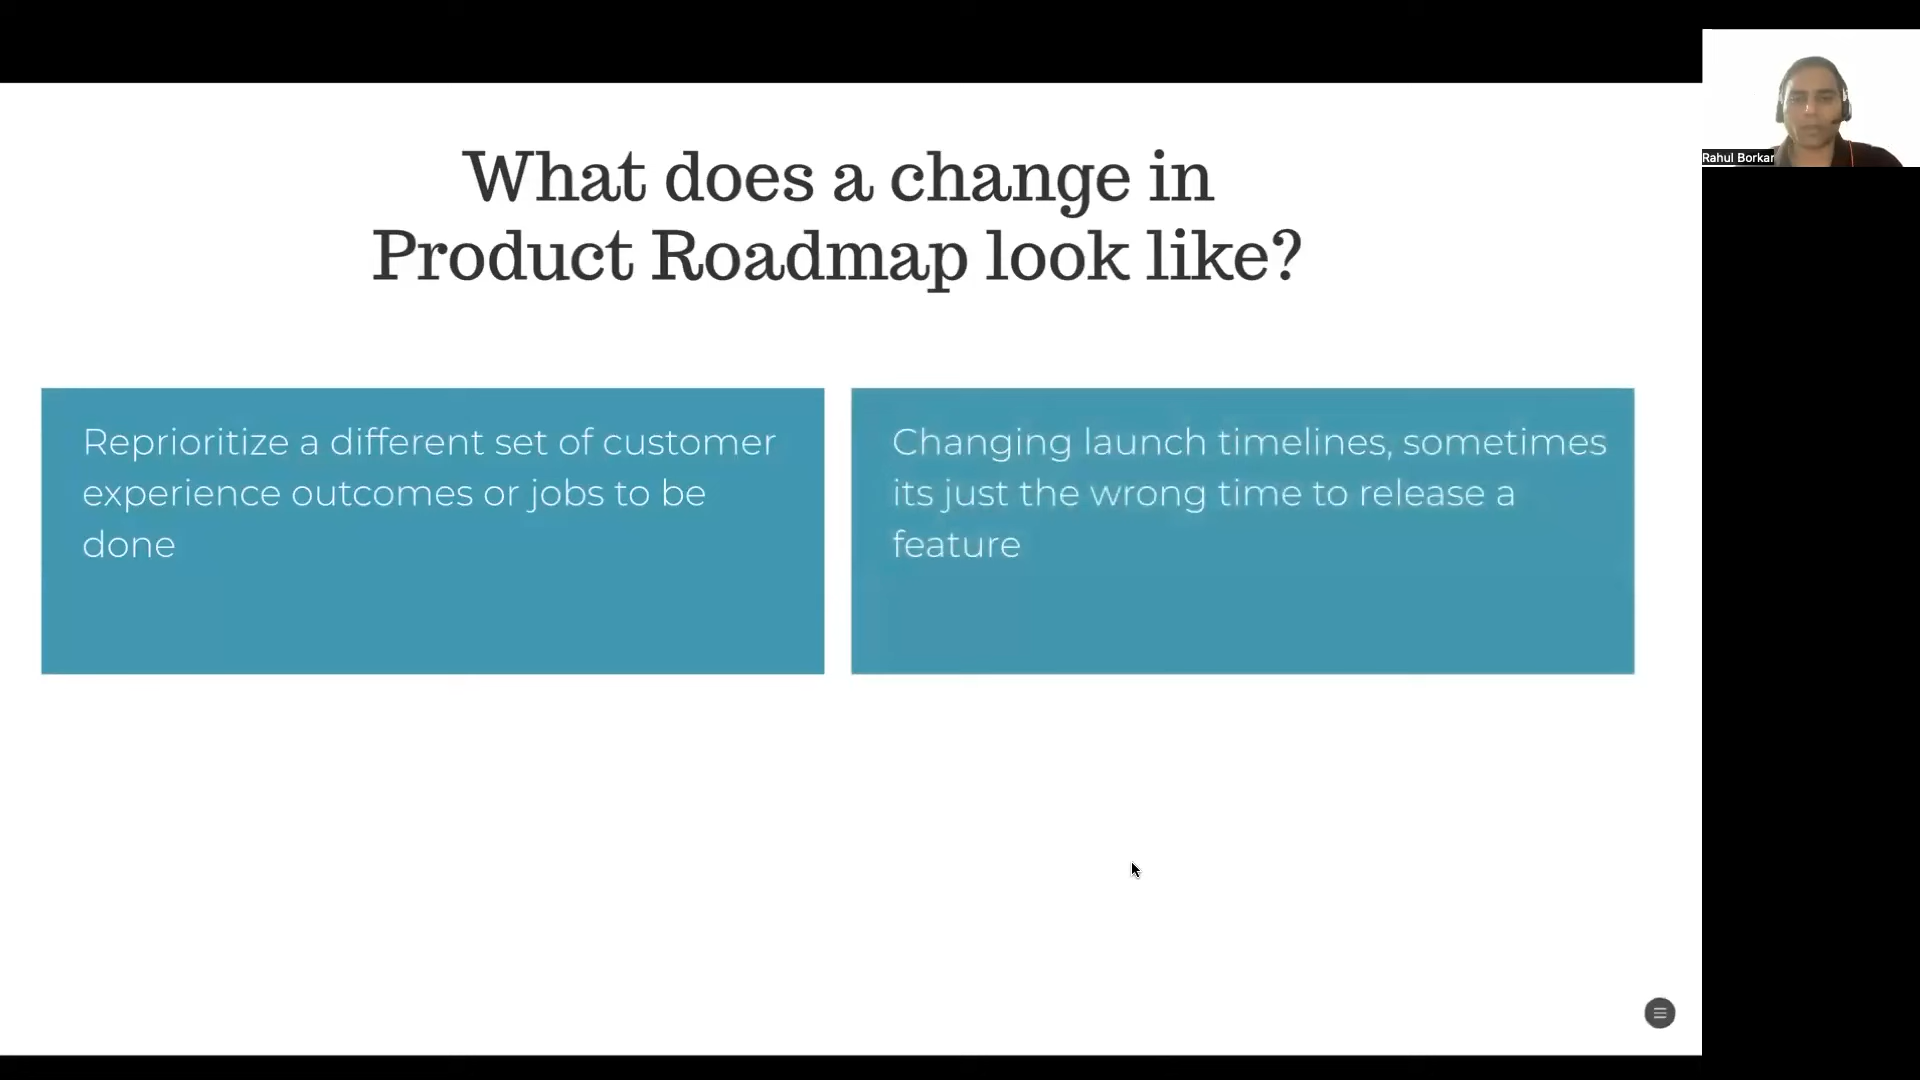 What does a change in
Product Roadmap look like?
Reprioritize a different set of customer
experience outcomes or jobs to be
done
Changing launch timelines, sometimes
its just the wrong time to release a
feature
Rahul Borkar